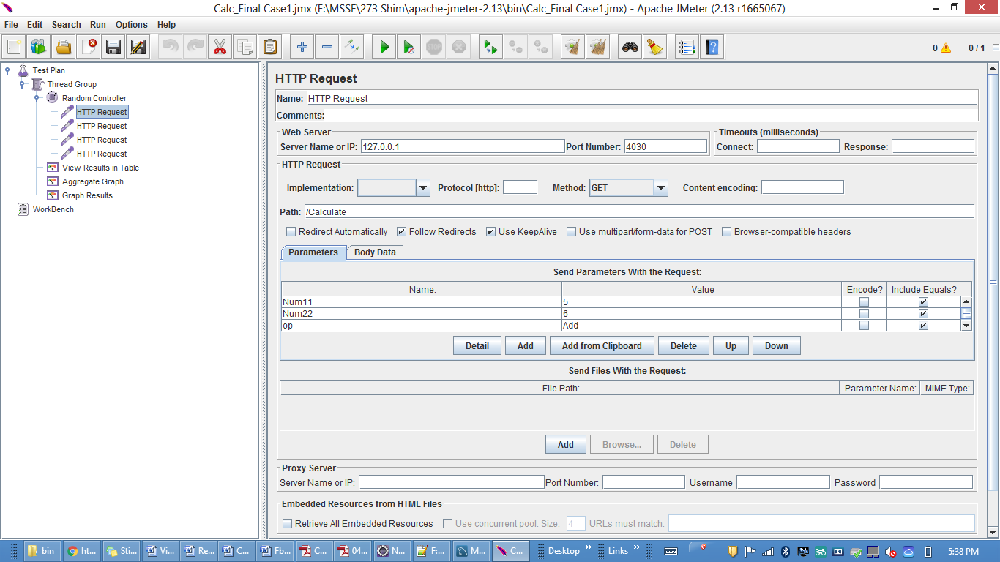 Calc_Final Case1.jmx (F:\MSSE\273 Shim\apache-jmeter-2.13\bin\Calc_Final Case1.jmx) - Apache JMeter (2.13 r1665067)
File Edit Search Run Options Help
0 0 / 1
Test Plan
Thread Group
Random Controller
HTTP Request
HTTP Request
HTTP Request
HTTP Request
View Results in Table
Aggregate Graph
Graph Results
WorkBench
HTTP Request
Name: HTTP Request
Comments:
Web Server
Server Name or IP: 127.0.0.1 Port Number: 4030
Timeouts (milliseconds)
Connect: Response:
HTTP Request
Implementation: Protocol [http]: Method: GET Content encoding:
Path: /Calculate
Redirect Automatically Follow Redirects Use KeepAlive Use multipart/form-data for POST Browser-compatible headers
Parameters Body Data
Send Parameters With the Request:
Name: Value Encode? Include Equals?
Num11 5
Num22 6
op Add
Detail Add Add from Clipboard Delete Up Down
Send Files With the Request:
File Path: Parameter Name: MIME Type:
Add Browse... Delete
Proxy Server
Server Name or IP: Port Number: Username Password
Embedded Resources from HTML Files
Retrieve All Embedded Resources Use concurrent pool. Size: 4 URLs must match:
bin ht... Sti... Vi... Re... C... Fb... C... 04... N... F:... M... C... Desktop » Links » 5:38 PM